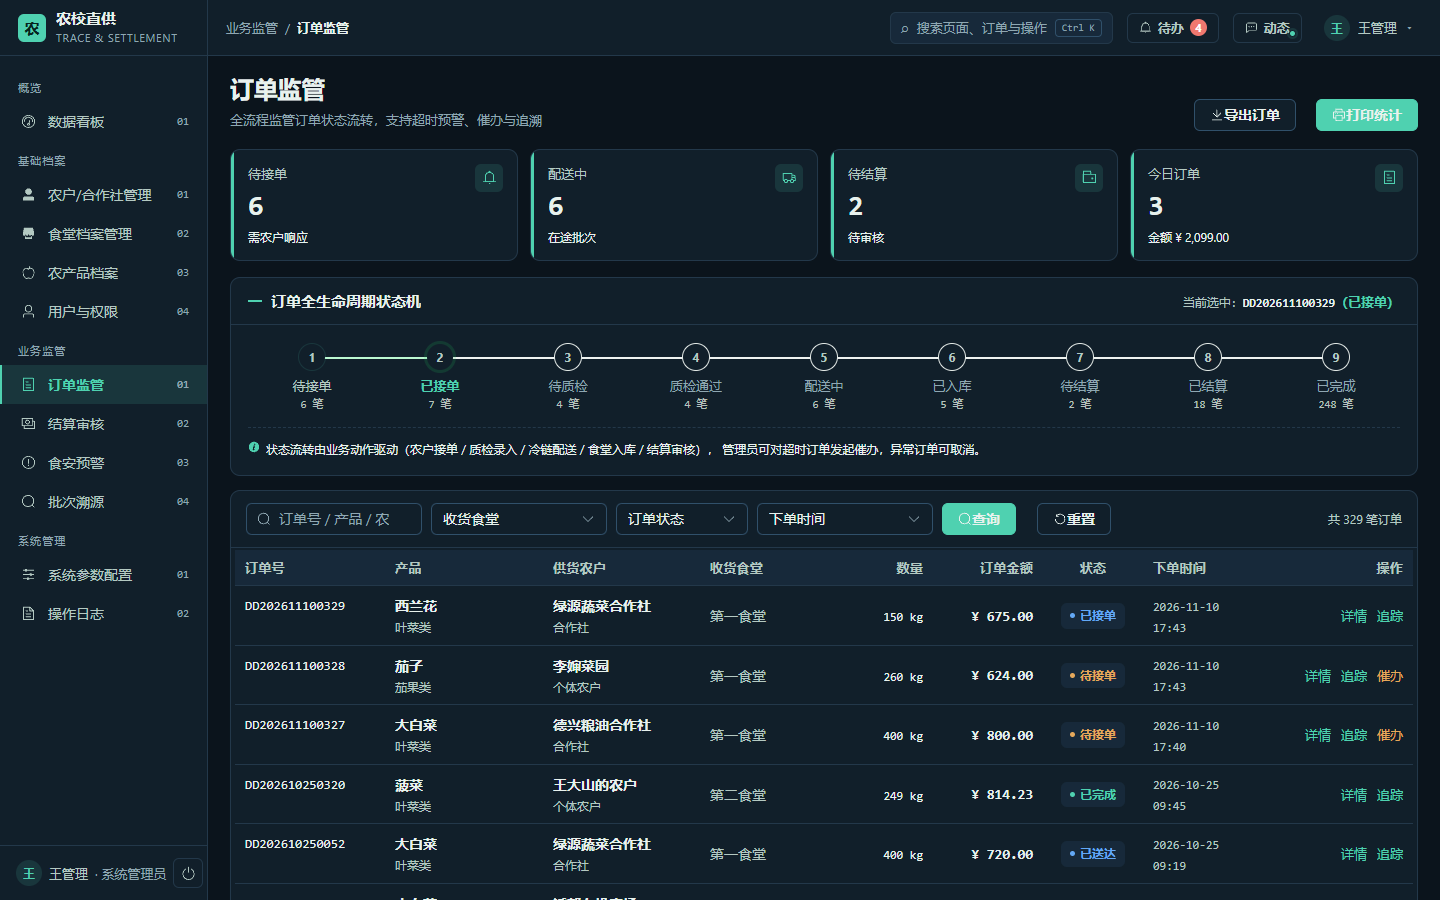 农校直供
TRACE & SETTLEMENT
业务监管 / 订单监管
搜索页面、订单与操作 Ctrl K
待办 4
动态
王 王管理
概览
数据看板 01
基础档案
农户/合作社管理 01
食堂档案管理 02
农产品档案 03
用户与权限 04
业务监管
订单监管 01
结算审核 02
食安预警 03
批次溯源 04
系统管理
系统参数配置 01
操作日志 02
王 王管理 · 系统管理员
订单监管
全流程监管订单状态流转，支持超时预警、催办与追溯
导出订单
打印统计
待接单
6
需农户响应
配送中
6
在途批次
待结算
2
待审核
今日订单
3
金额 ¥ 2,099.00
订单全生命周期状态机
当前选中：DD202611100329（已接单）
1 待接单 6 笔
2 已接单 7 笔
3 待质检 4 笔
4 质检通过 4 笔
5 配送中 6 笔
6 已入库 5 笔
7 待结算 2 笔
8 已结算 18 笔
9 已完成 248 笔
状态流转由业务动作驱动（农户接单 / 质检录入 / 冷链配送 / 食堂入库 / 结算审核），管理员可对超时订单发起催办，异常订单可取消。
订单号 / 产品 / 农
收货食堂
订单状态
下单时间
查询
重置
共 329 笔订单
订单号 产品 供货农户 收货食堂 数量 订单金额 状态 下单时间 操作
DD202611100329 西兰花 叶菜类 绿源蔬菜合作社 合作社 第一食堂 150 kg ¥ 675.00 已接单 2026-11-10 17:43 详情 追踪
DD202611100328 茄子 茄果类 李婶菜园 个体农户 第一食堂 260 kg ¥ 624.00 待接单 2026-11-10 17:43 详情 追踪 催办
DD202611100327 大白菜 叶菜类 德兴粮油合作社 合作社 第一食堂 400 kg ¥ 800.00 待接单 2026-11-10 17:40 详情 追踪 催办
DD202610250320 菠菜 叶菜类 王大山的农户 个体农户 第二食堂 249 kg ¥ 814.23 已完成 2026-10-25 09:45 详情 追踪
DD202610250052 大白菜 叶菜类 绿源蔬菜合作社 合作社 第一食堂 400 kg ¥ 720.00 已送达 2026-10-25 09:19 详情 追踪